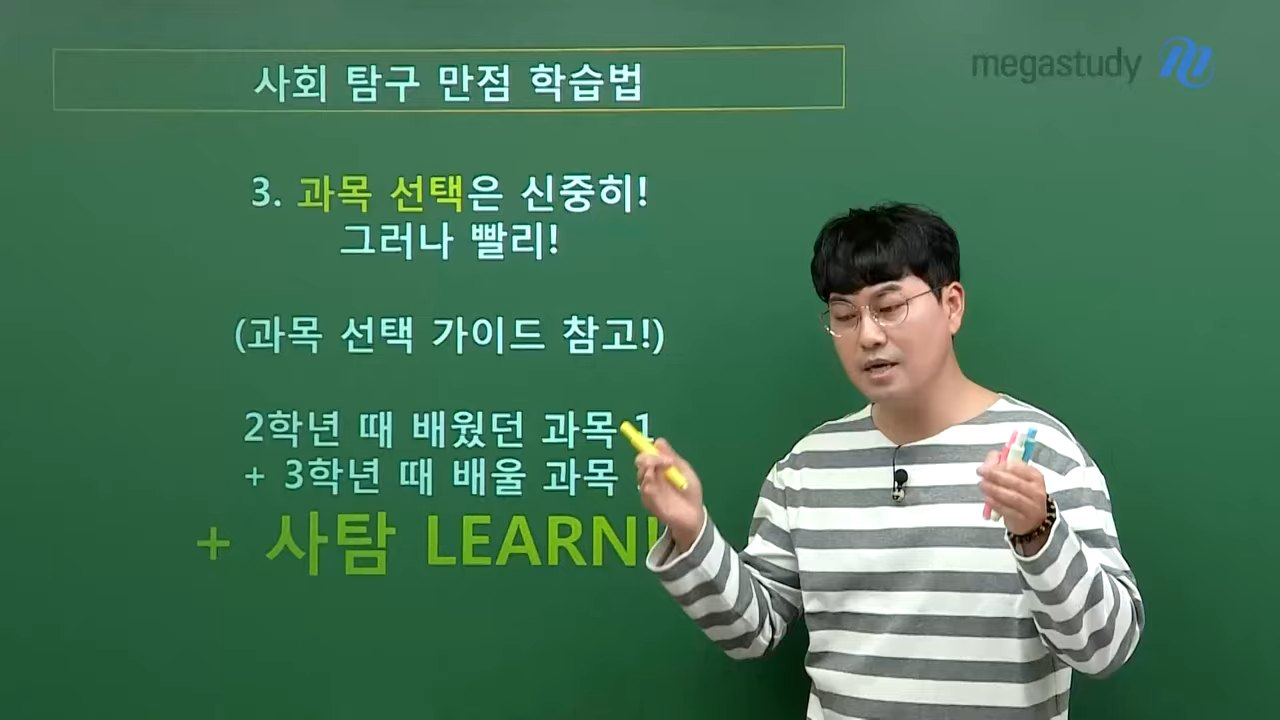 사회 탐구 만점 학습법
megastudy
3. 과목 선택은 신중히!
그러나 빨리!
(과목 선택 가이드 참고!)
2학년 때 배웠던 과목 1
+ 3학년 때 배울 과목
+ 사탐 LEARN!